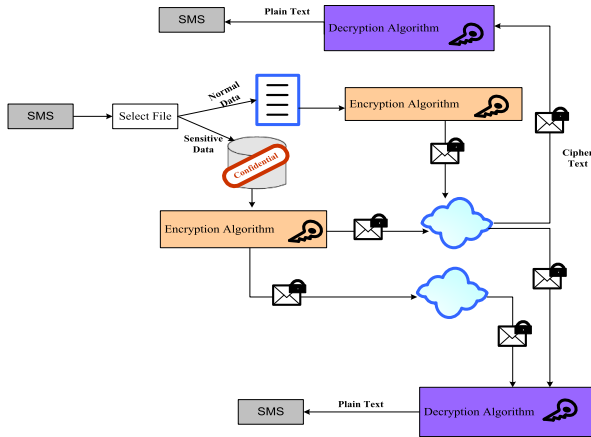 SMS
Plain Text
Decryption Algorithm
Normal
Data
SMS
Select File
Encryption Algorithm
Sensitive
Data
Confidential
Cipher
Text
Encryption Algorithm
SMS
Plain Text
Decryption Algorithm